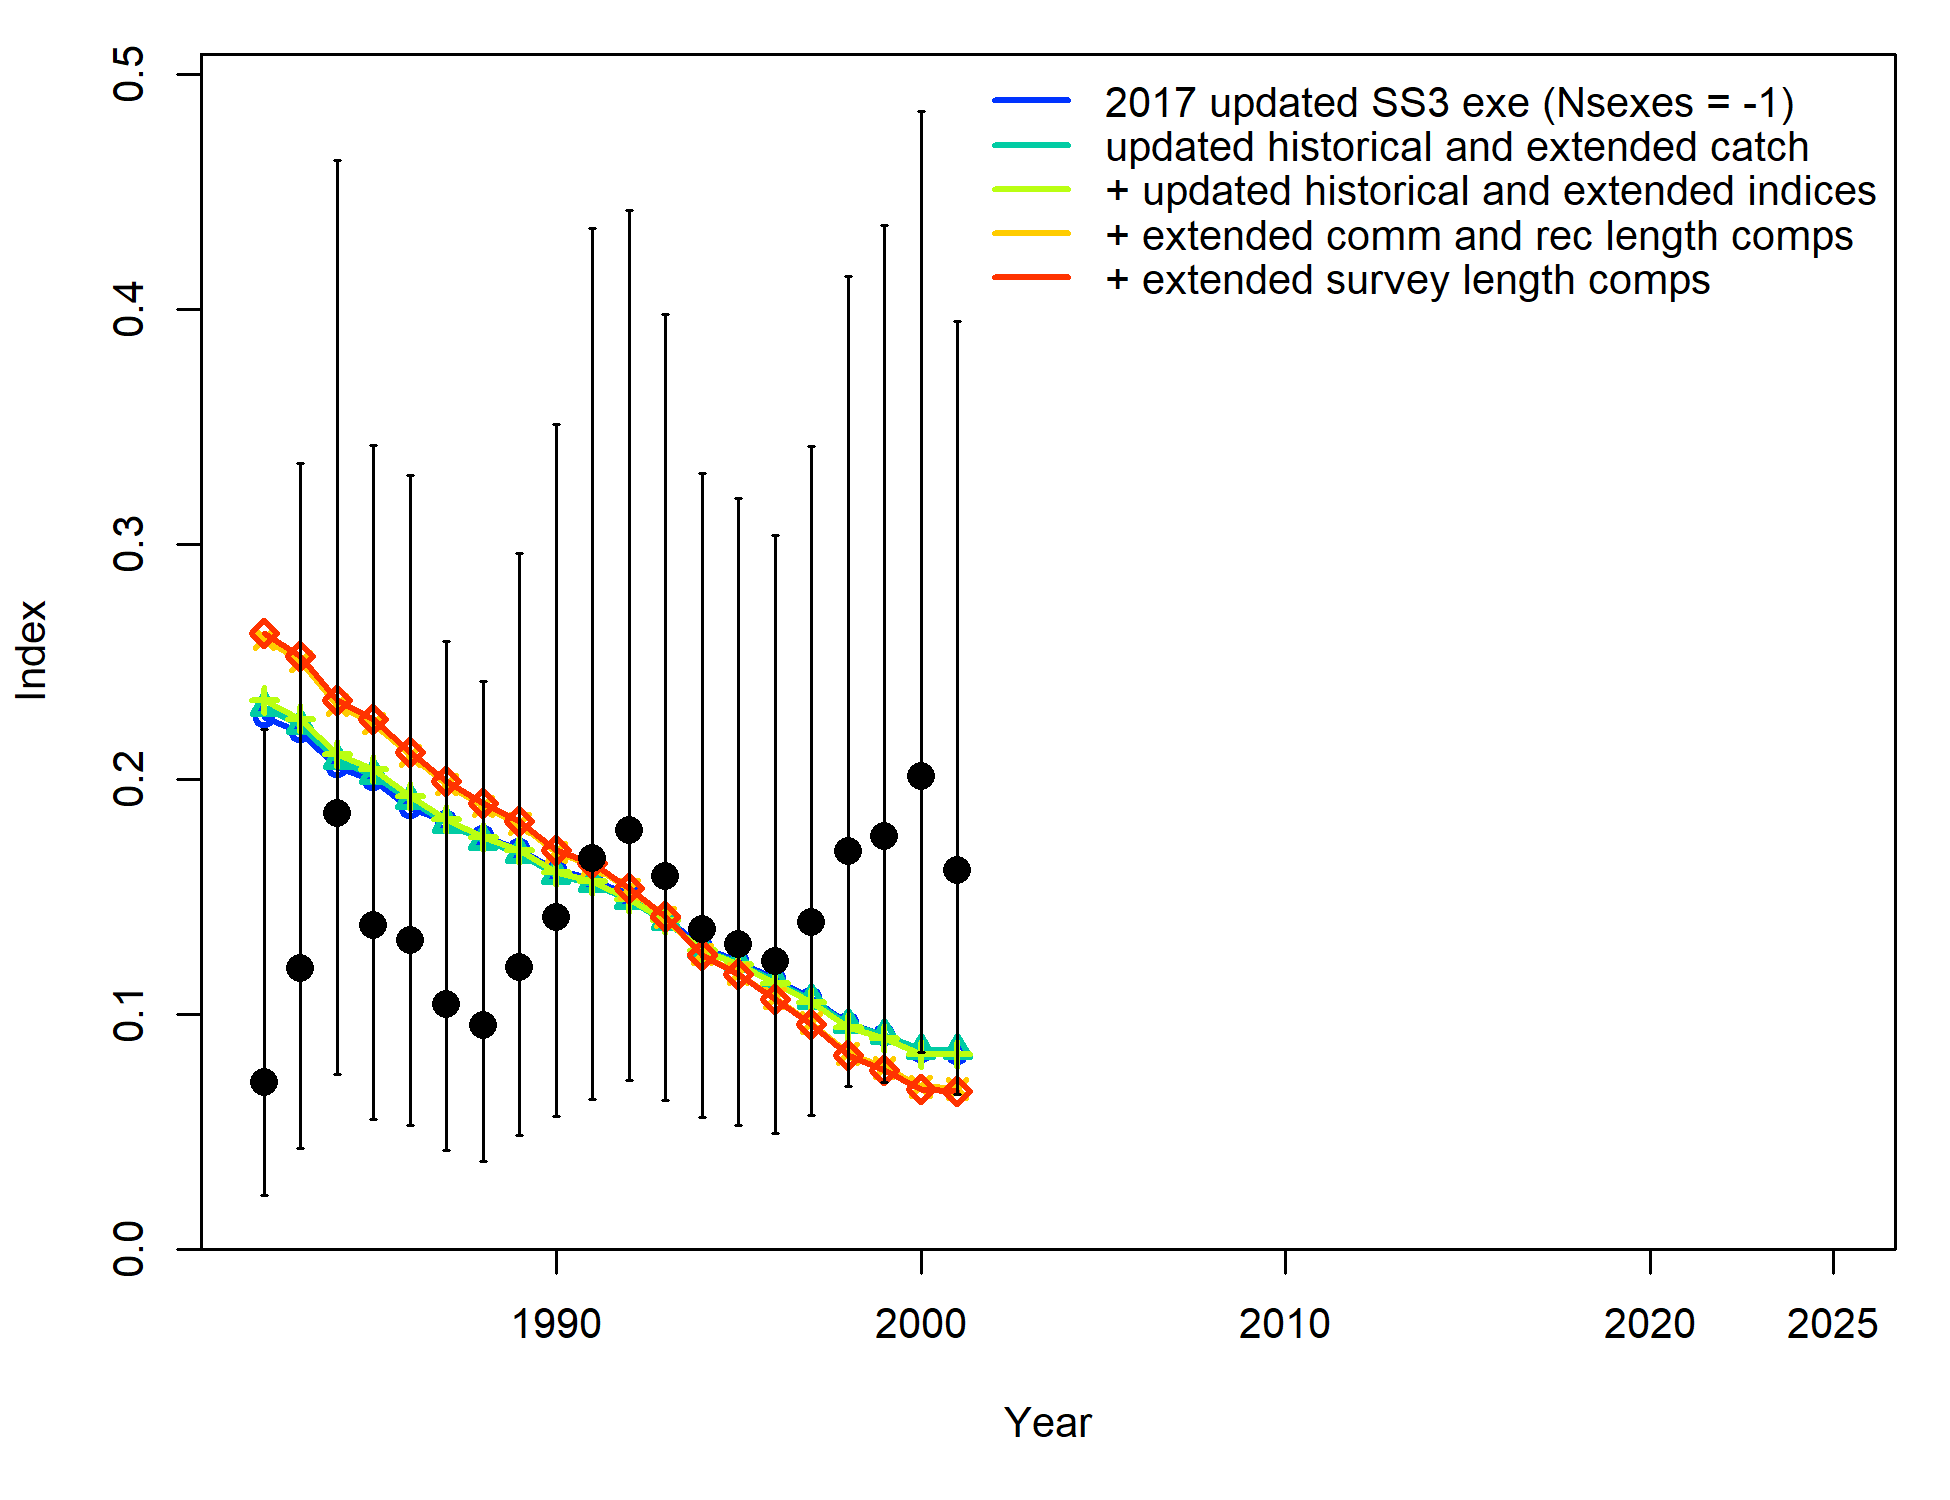 0.5
0.4
0.3
0.2
0.1
0.0
Index
2017 updated SS3 exe (Nsexes = -1)
updated historical and extended catch
+ updated historical and extended indices
+ extended comm and rec length comps
+ extended survey length comps
1990 2000 2010 2020 2025
Year